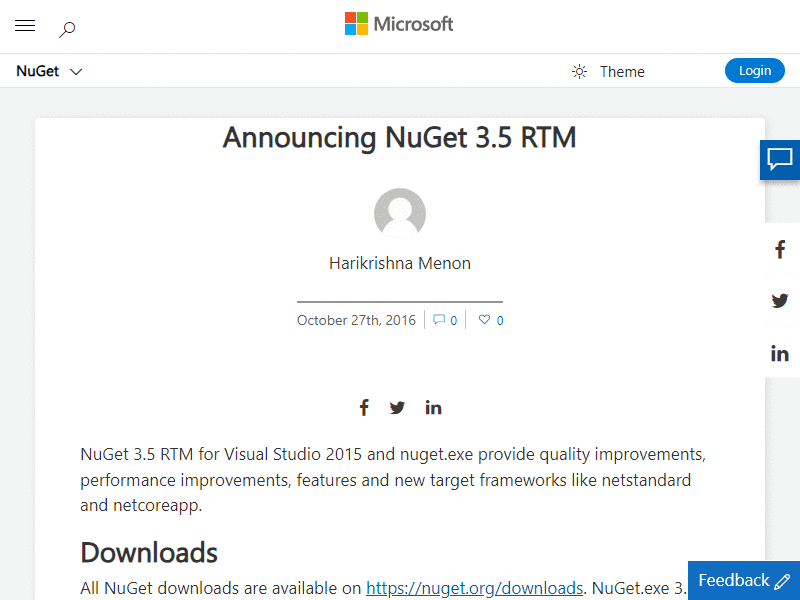 Microsoft
NuGet
Theme
Login
Announcing NuGet 3.5 RTM
Harikrishna Menon
October 27th, 2016
0
0
NuGet 3.5 RTM for Visual Studio 2015 and nuget.exe provide quality improvements,
performance improvements, features and new target frameworks like netstandard
and netcoreapp.
Downloads
All NuGet downloads are available on https://nuget.org/downloads. NuGet.exe 3.
Feedback